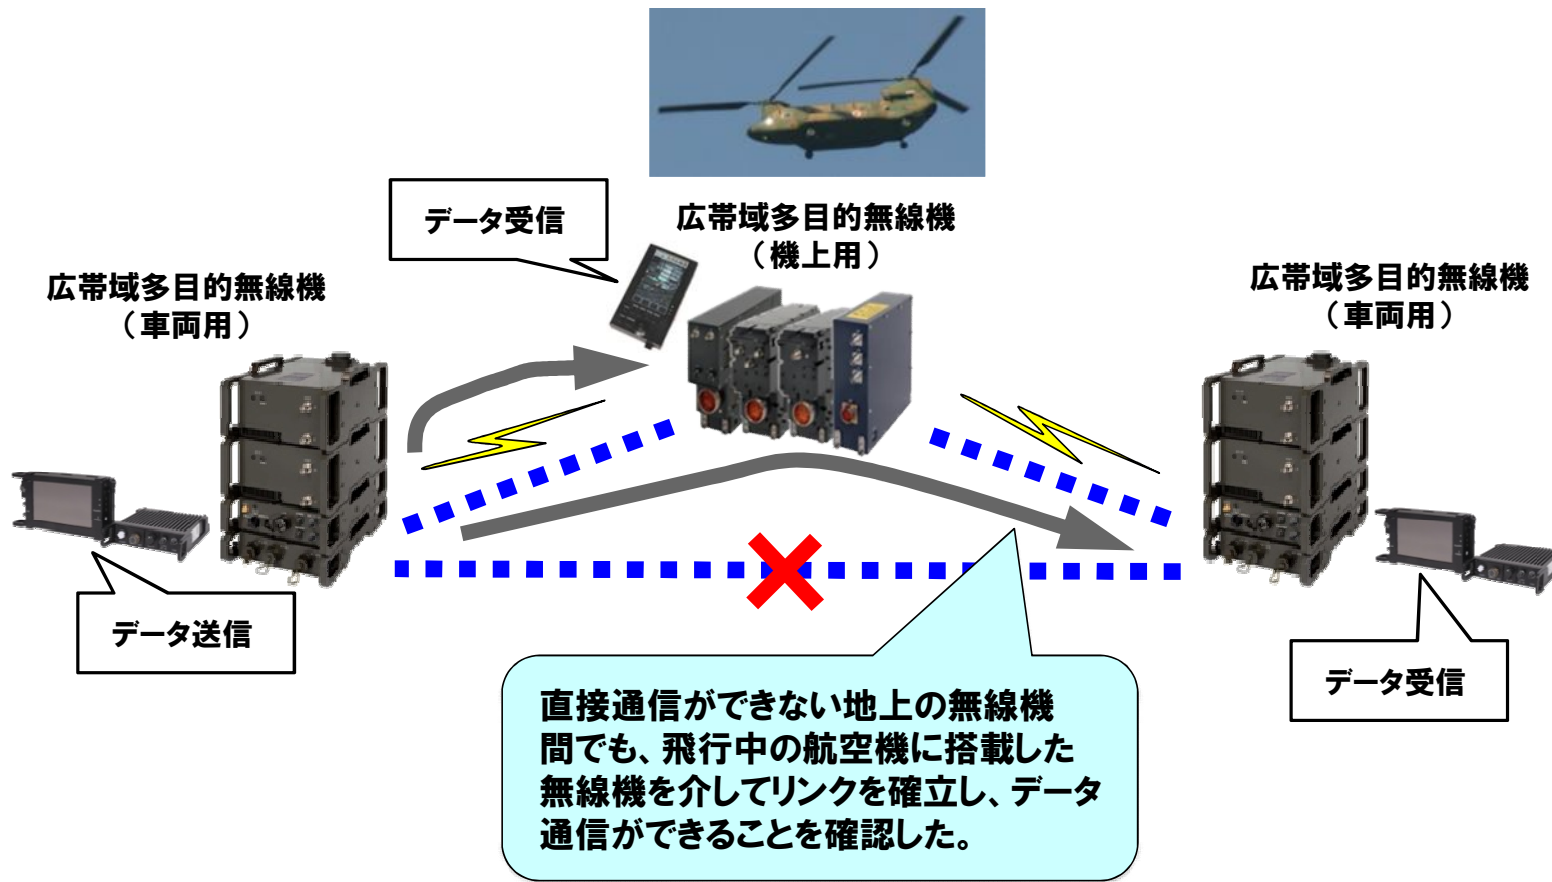 データ受信
広帯域多目的無線機
（機上用）
広帯域多目的無線機
（車両用）
広帯域多目的無線機
（車両用）
データ送信
データ受信
直接通信ができない地上の無線機
間でも、飛行中の航空機に搭載した
無線機を介してリンクを確立し、データ
通信ができることを確認した。